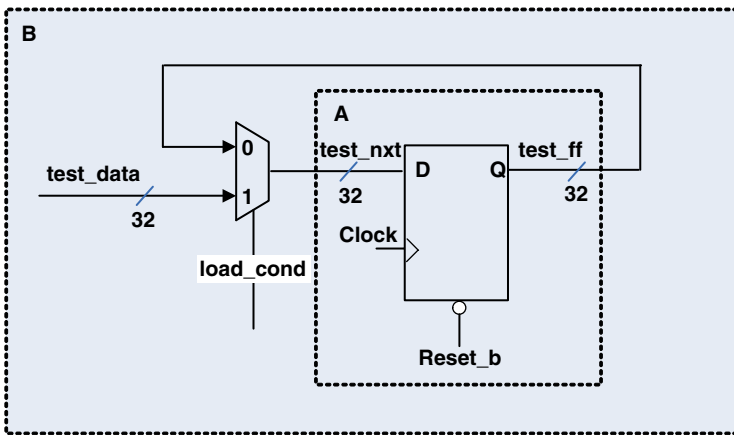 B
A
0
test_nxt
test_ff
test_data
1
D
Q
32
32
32
Clock
load_cond
Reset_b